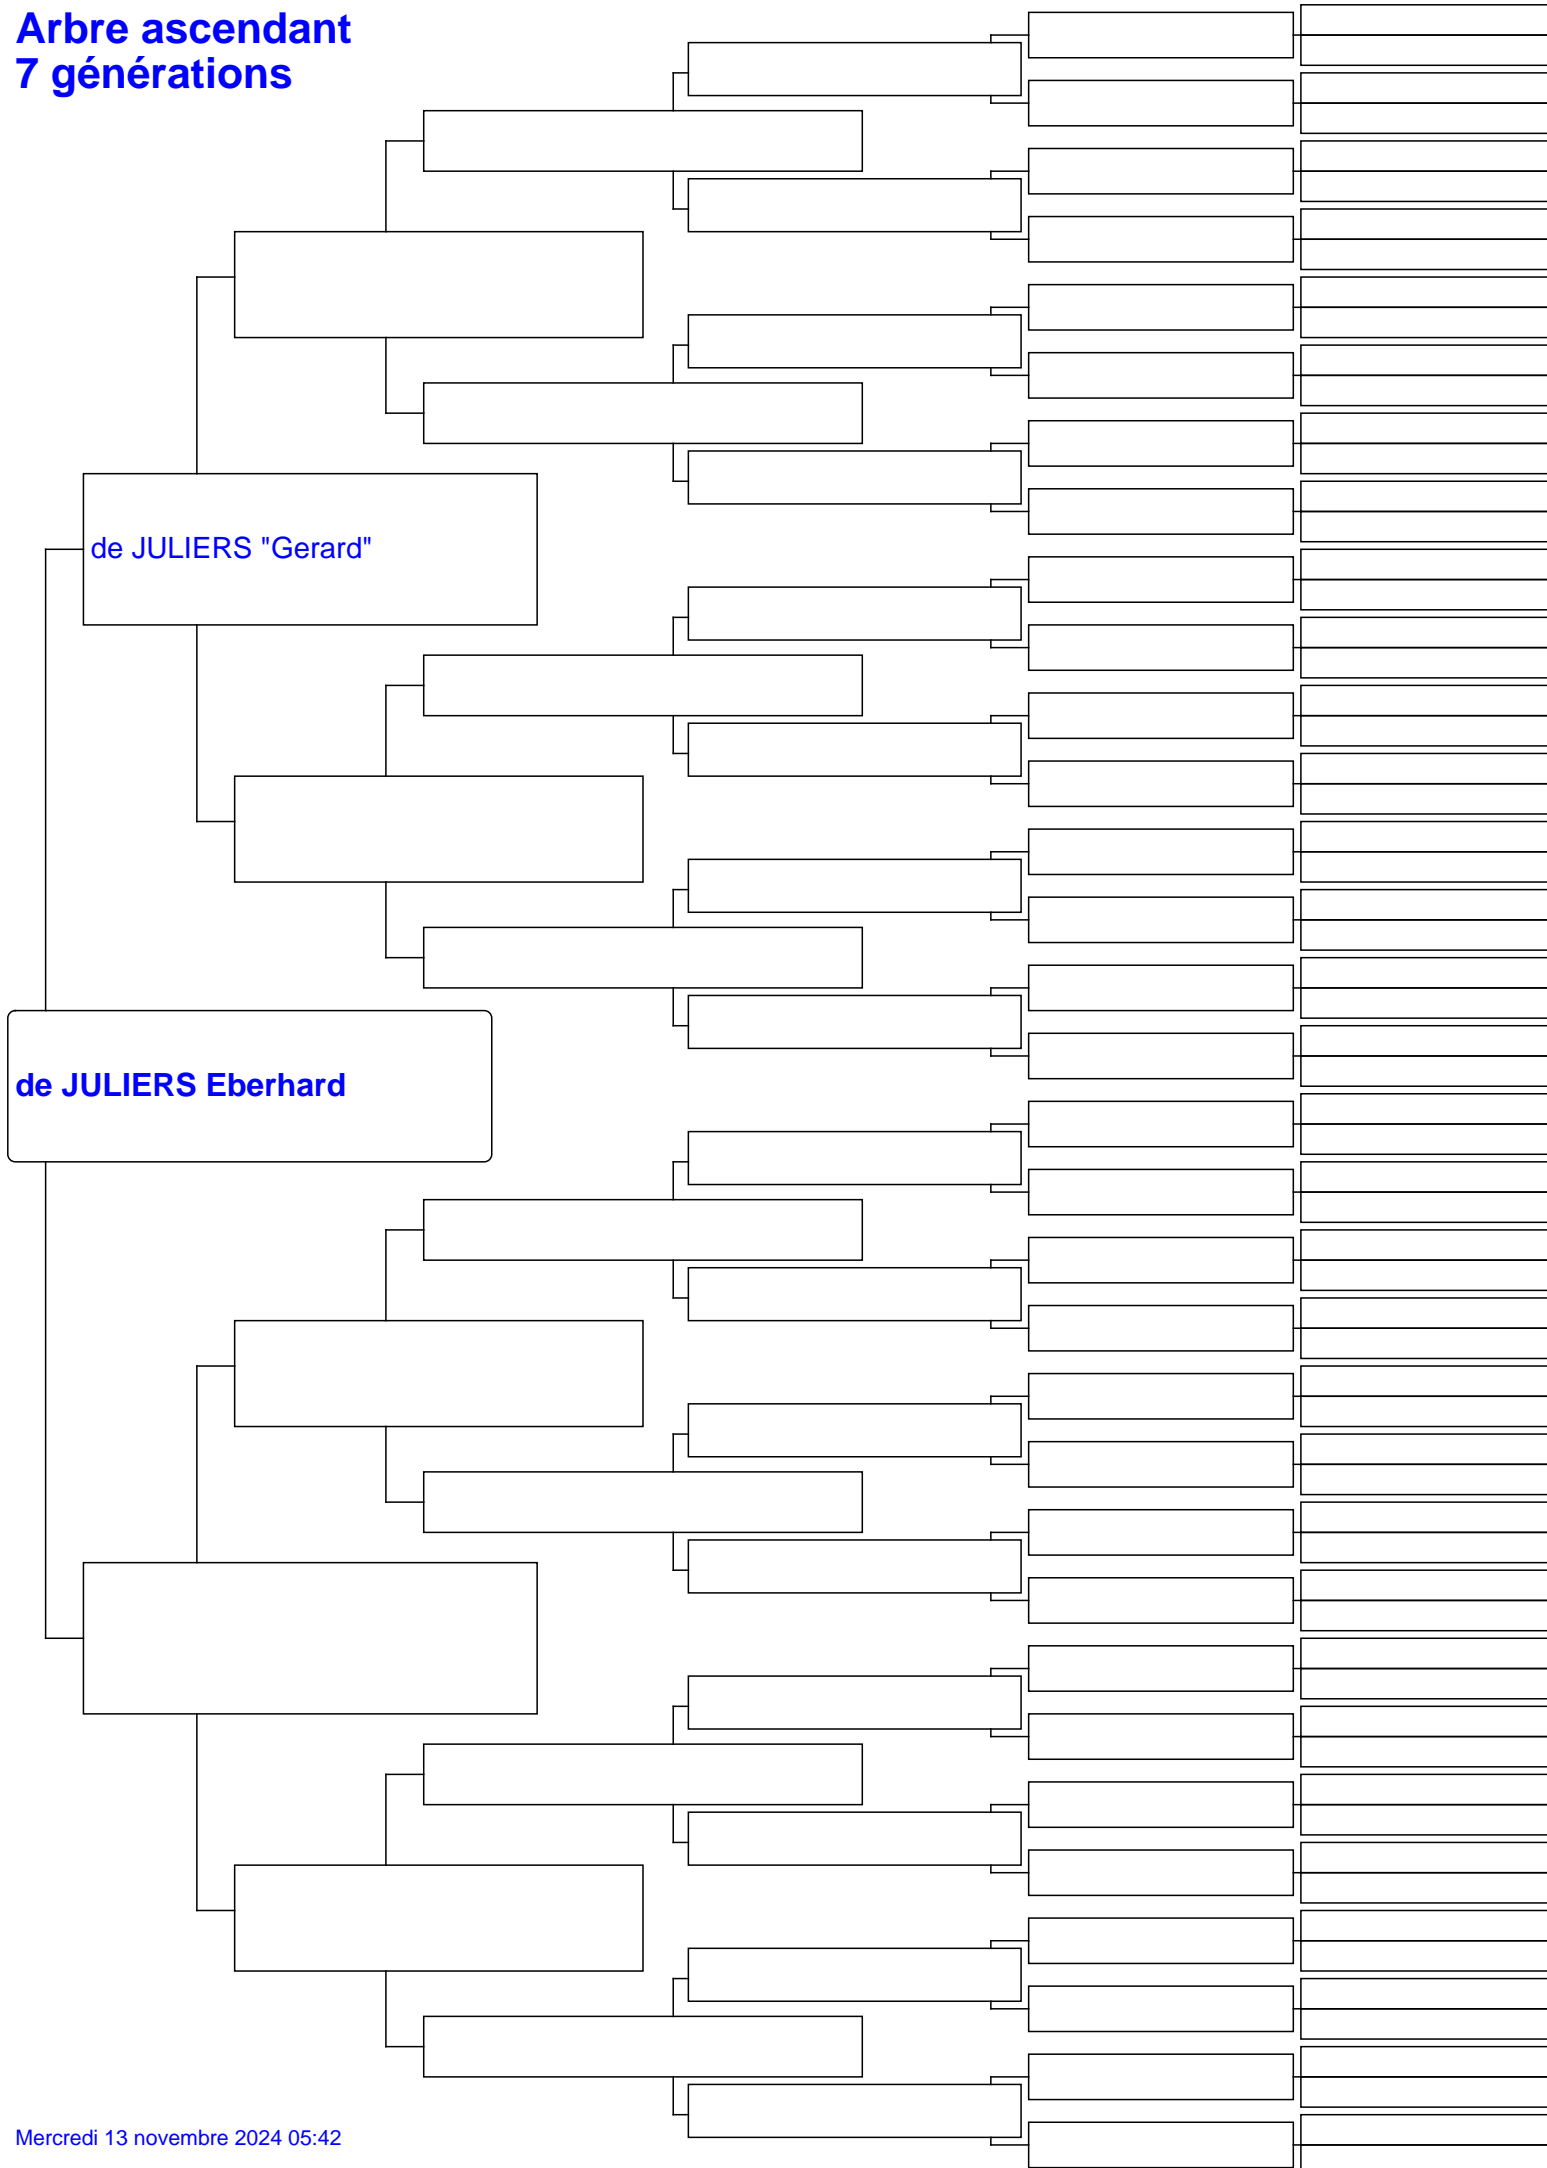 Arbre ascendant
7 générations
de JULIERS "Gerard"
de JULIERS Eberhard
Mercredi 13 novembre 2024 05:42